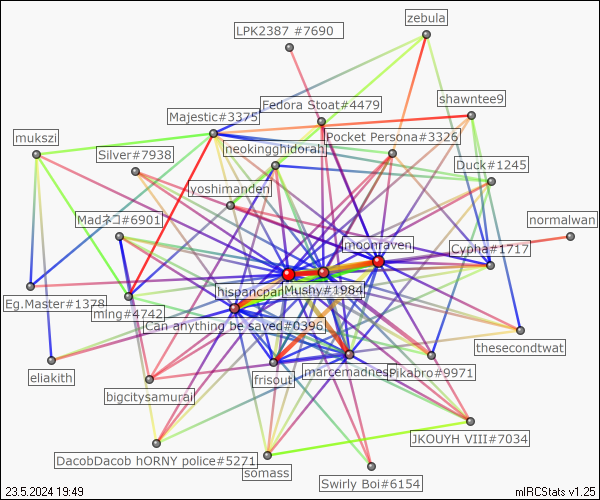 zebula
LPK2387 #7690
shawntee9
Fedora Stoat#4479
Majestic#3375
Pocket Persona#3326
mukszi
neokingghidorah
Silver#7938
Duck#1245
lyoshimanden
Madネコ#6901
normalwan
moonraven
Cypha#1717
hispancpan
Mushy#1984
Eg.Master#1378
mlng#4742
Can anything be saved#0396
thesecondtwat
eliakith
frisout
marcemadness
Pikabro#9971
bigcitysamurai
JKOUYH VIII#7034
DacobDacob hORNY police#5271
somass
Swirly Boi#6154
23.5.2024 19:49
mIRCStats v1.25